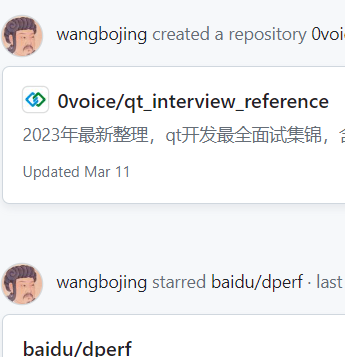 wangbojing created a repository 0voi
0voice/qt_interview_reference
2023年最新整理，qt开发最全面试集锦，含
Updated Mar 11
wangbojing starred baidu/dperf · last
baidu/dperf